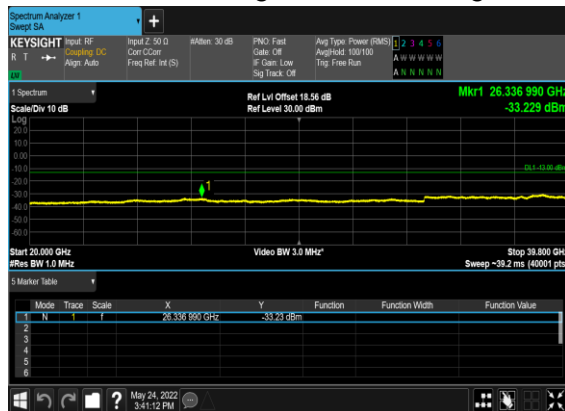 Spectrum Analyzer 1
Swept SA
+
KEYSIGHT Input: RF Input Z: 50 Ω #Atten: 30 dB PNO: Fast Avg Type: Power (RMS) 1 2 3 4 5 6
R T Coupling: DC Corr CCorr Gate: Off Avg|Hold: 100/100 A W W W W W
Align: Auto Freq Ref: Int (S) IF Gain: Low Trig: Free Run
LW Sig Track: Off A N N N N N
1 Spectrum Ref Lvl Offset 18.56 dB Mkr1 26.336 990 GHz
Scale/Div 10 dB Ref Level 30.00 dBm -33.229 dBm
Log
20.0
10.0
0.00
-10.0 DL1 -13.00 dBm
-20.0
-30.0 1
-40.0
-50.0
-60.0
Start 20.000 GHz Video BW 3.0 MHz* Stop 39.800 GHz
#Res BW 1.0 MHz Sweep ~39.2 ms (40001 pts
5 Marker Table
Mode Trace Scale X Y Function Function Width Function Value
1 N 1 f 26.336 990 GHz -33.23 dBm
2
3
4
5
6
? May 24, 2022
3:41:12 PM